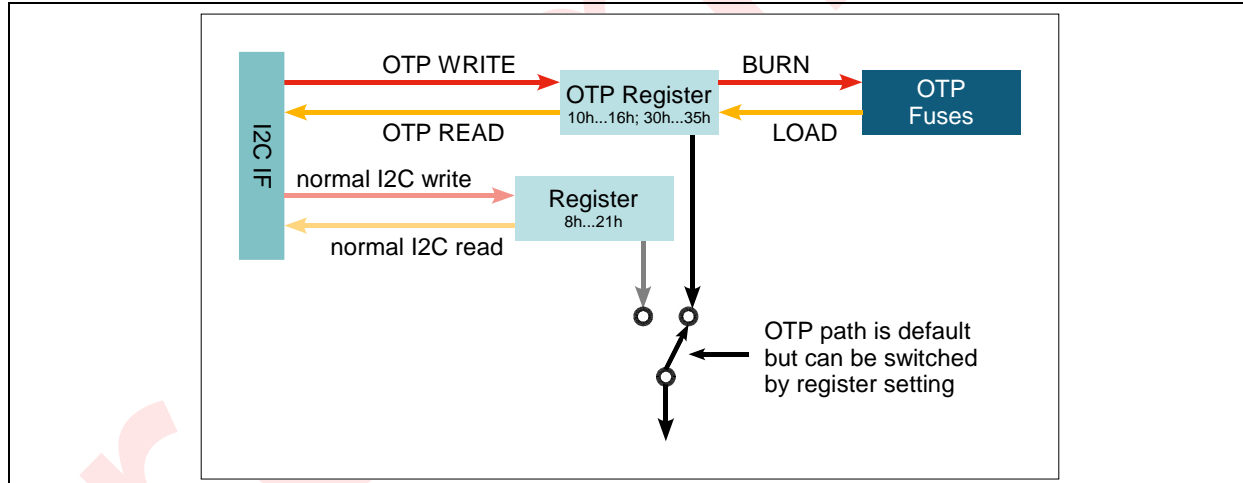 OTP WRITE
BURN
OTP Register
10h...16h; 30h...35h
OTP
Fuses
OTP READ
LOAD
I2C IF
normal I2C write
Register
8h...21h
normal I2C read
OTP path is default
but can be switched
by register setting